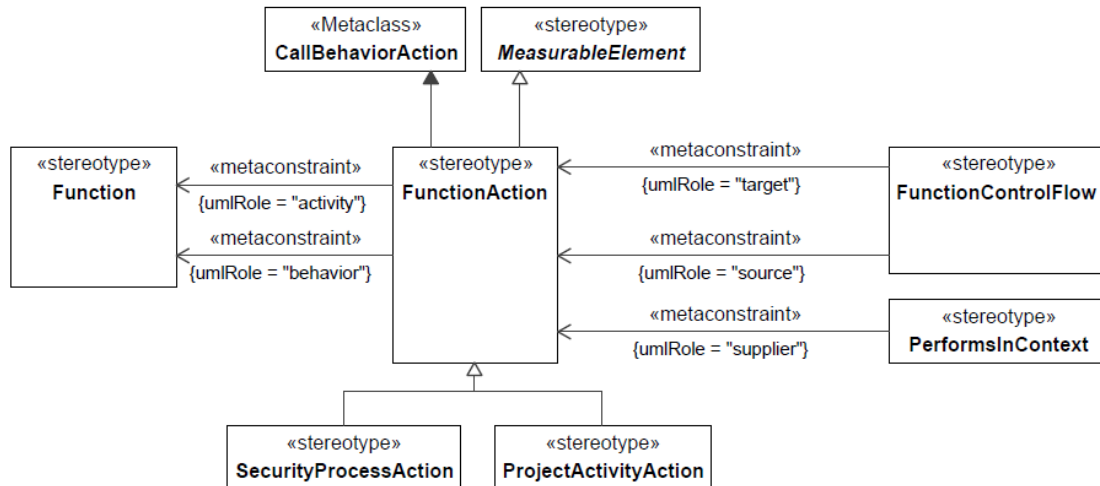 «Metaclass»
CallBehaviorAction
«stereotype»
MeasurableElement
«stereotype»
Function
«metaconstraint»
{umlRole = "activity"}
«metaconstraint»
{umlRole = "behavior"}
«stereotype»
FunctionAction
«metaconstraint»
{umlRole = "target"}
«metaconstraint»
{umlRole = "source"}
«metaconstraint»
{umlRole = "supplier"}
«stereotype»
FunctionControlFlow
«stereotype»
PerformsInContext
«stereotype»
SecurityProcessAction
«stereotype»
ProjectActivityAction